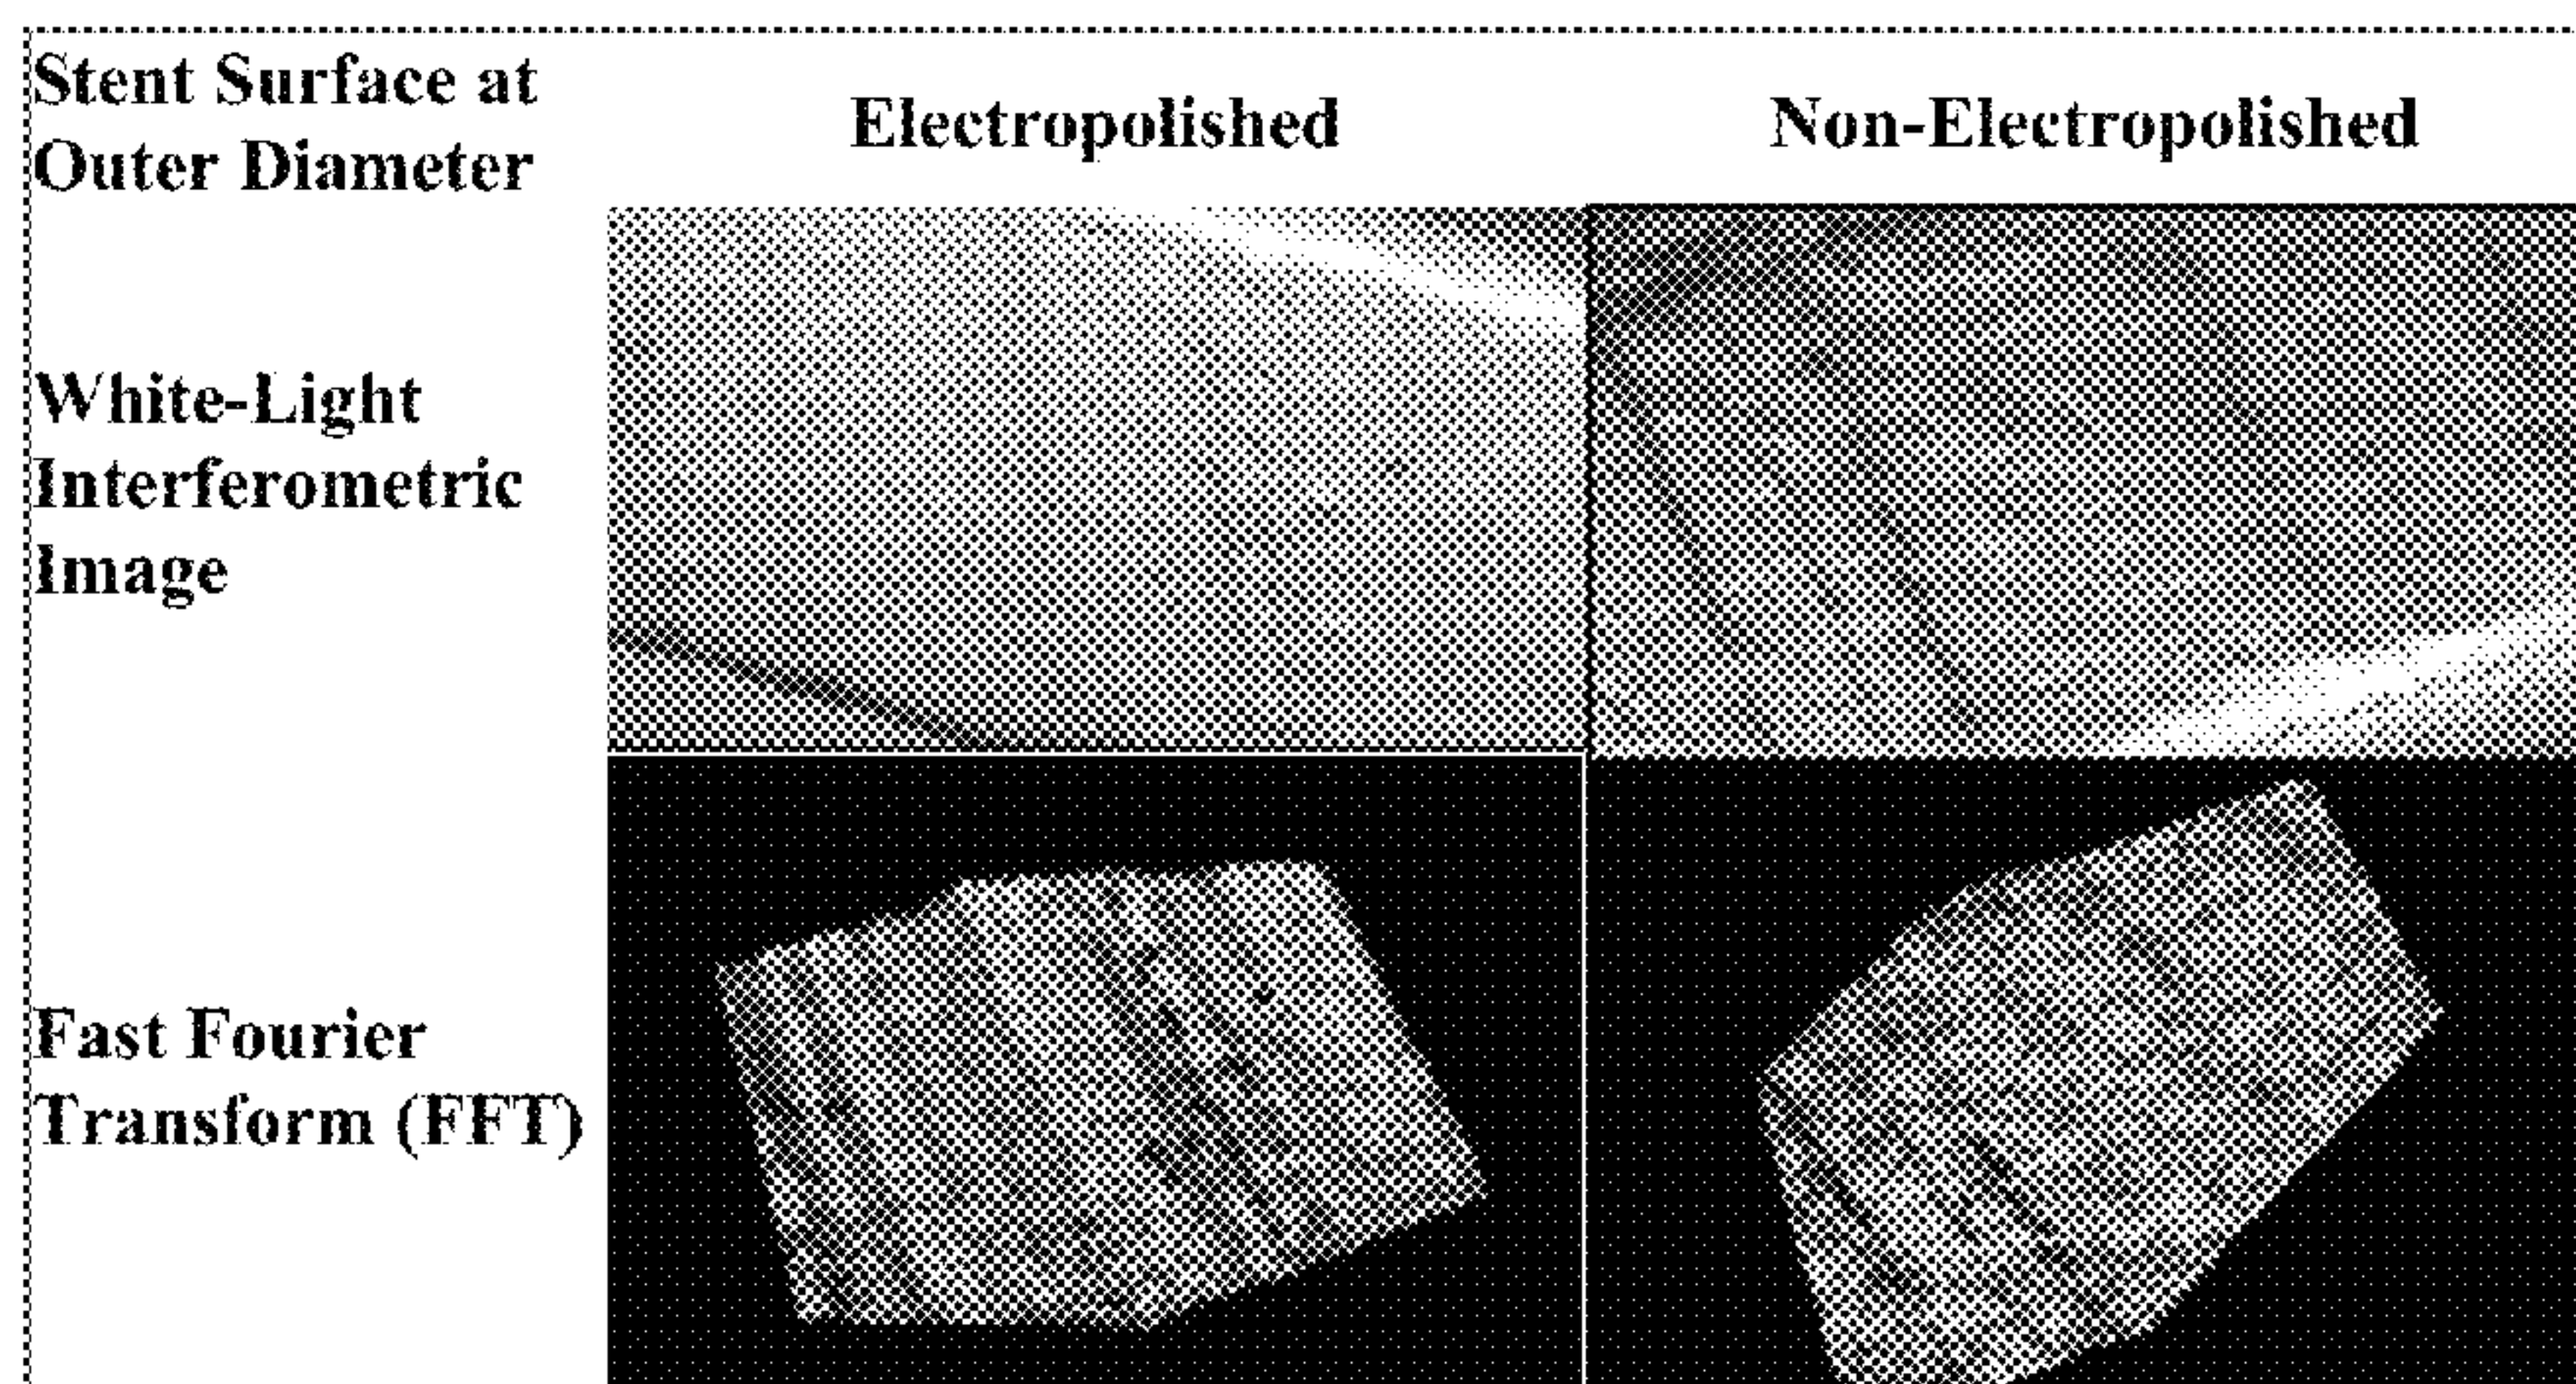 Stent Surface at
Outer Diameter
Electropolished
Non-Electropolished
White-Light
Interferometric
Image
Fast Fourier
Transform (FFT)